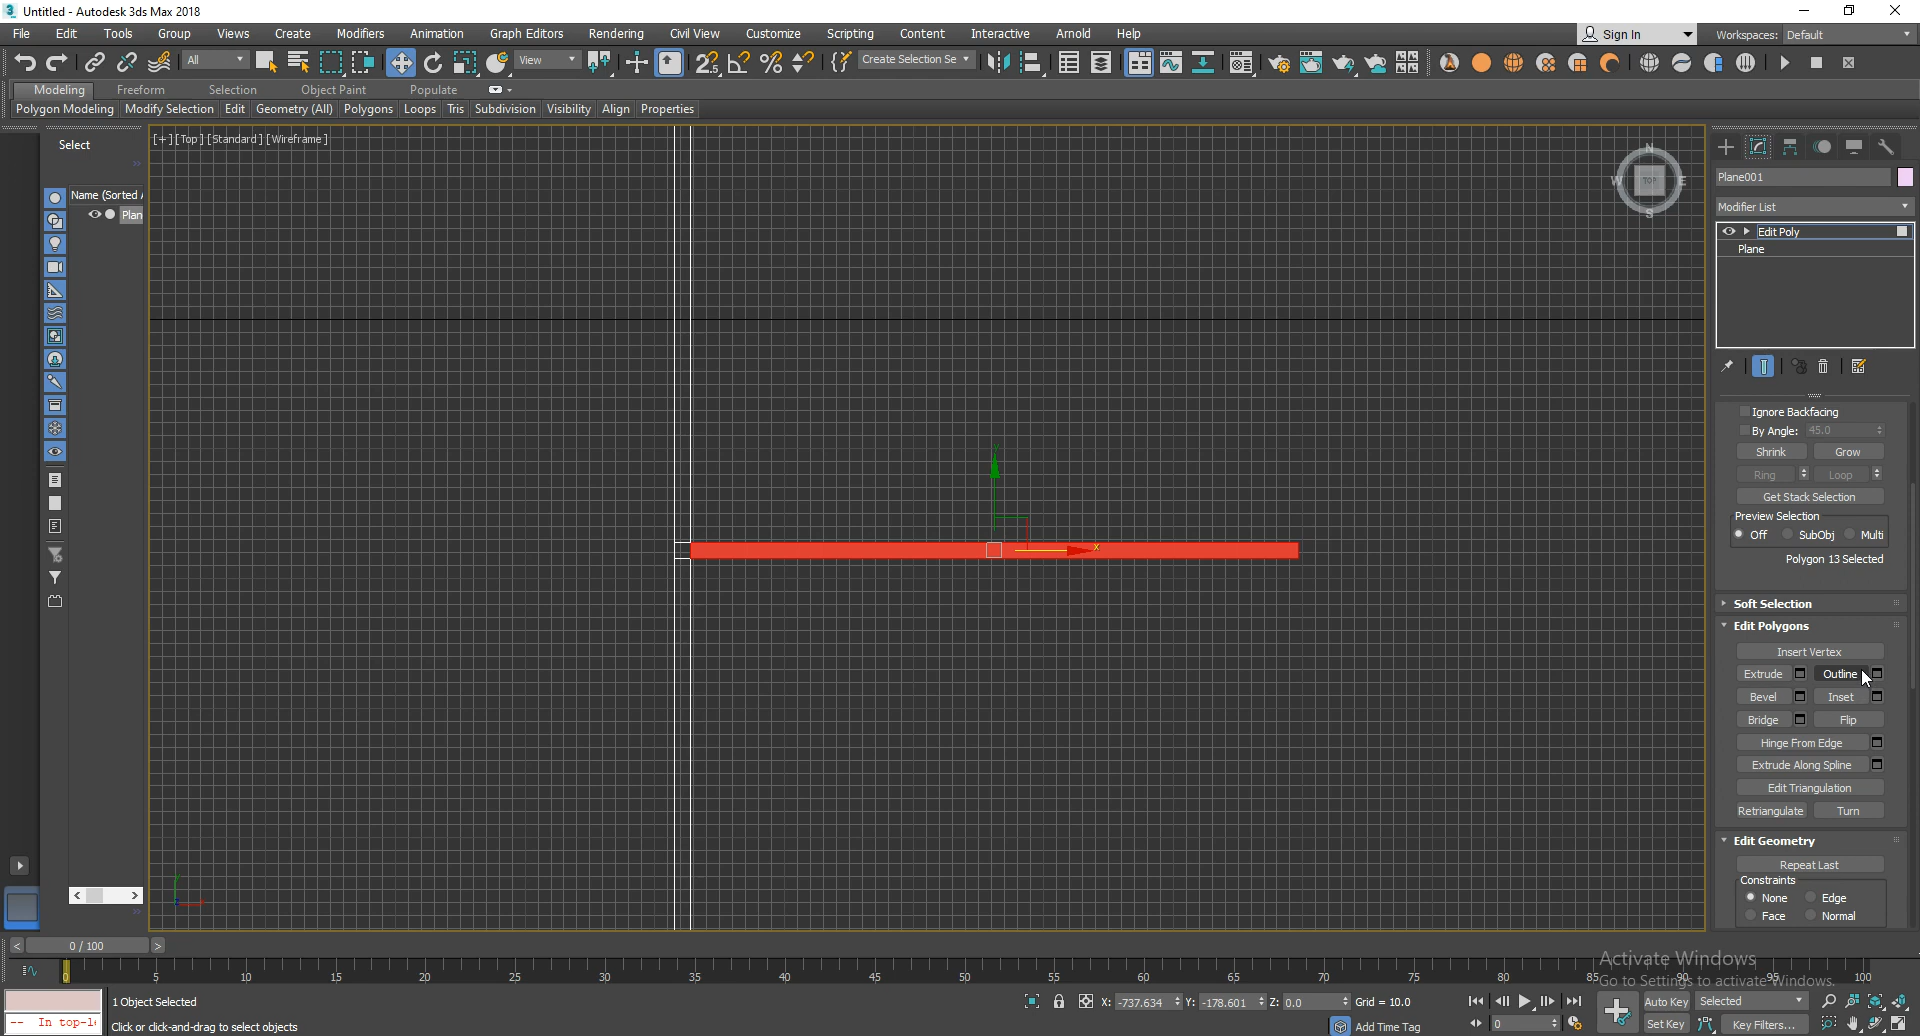 Untitled - Autodesk 3ds Max 2018
File Edit Tools Group Views Create Modifiers Animation Graph Editors Rendering Civil View Customize Scripting Content Interactive Arnold Help
Sign In
Workspaces: Default
All
View
Create Selection Se
Modeling Freeform Selection Object Paint Populate
Polygon Modeling Modify Selection Edit Geometry (All) Polygons Loops Tris Subdivision Visibility Align Properties
Select
[+] [Top] [Standard] [Wireframe]
N
W TOP E
S
Name (Sorted A
Plan
Plane001
Modifier List
Edit Poly
Plane
Ignore Backfacing
By Angle: 45.0
Shrink Grow
Ring Loop
Get Stack Selection
Preview Selection
Off SubObj Multi
Polygon 13 Selected
Soft Selection
Edit Polygons
Insert Vertex
Extrude Outline
Bevel Inset
Bridge Flip
Hinge From Edge
Extrude Along Spline
Edit Triangulation
Retriangulate Turn
Edit Geometry
Repeat Last
Constraints
None Edge
Face Normal
y
x
< 0 / 100 >
0 5 10 15 20 25 30 35 40 45 50 55 60 65 70 75 80 85 90 95 100
Activate Windows
Go to Settings to activate Windows.
1 Object Selected
Click or click-and-drag to select objects
-- In top-l
X: -737.634 Y: -178.601 Z: 0.0 Grid = 10.0
Add Time Tag
0
Auto Key Selected
Set Key Key Filters...